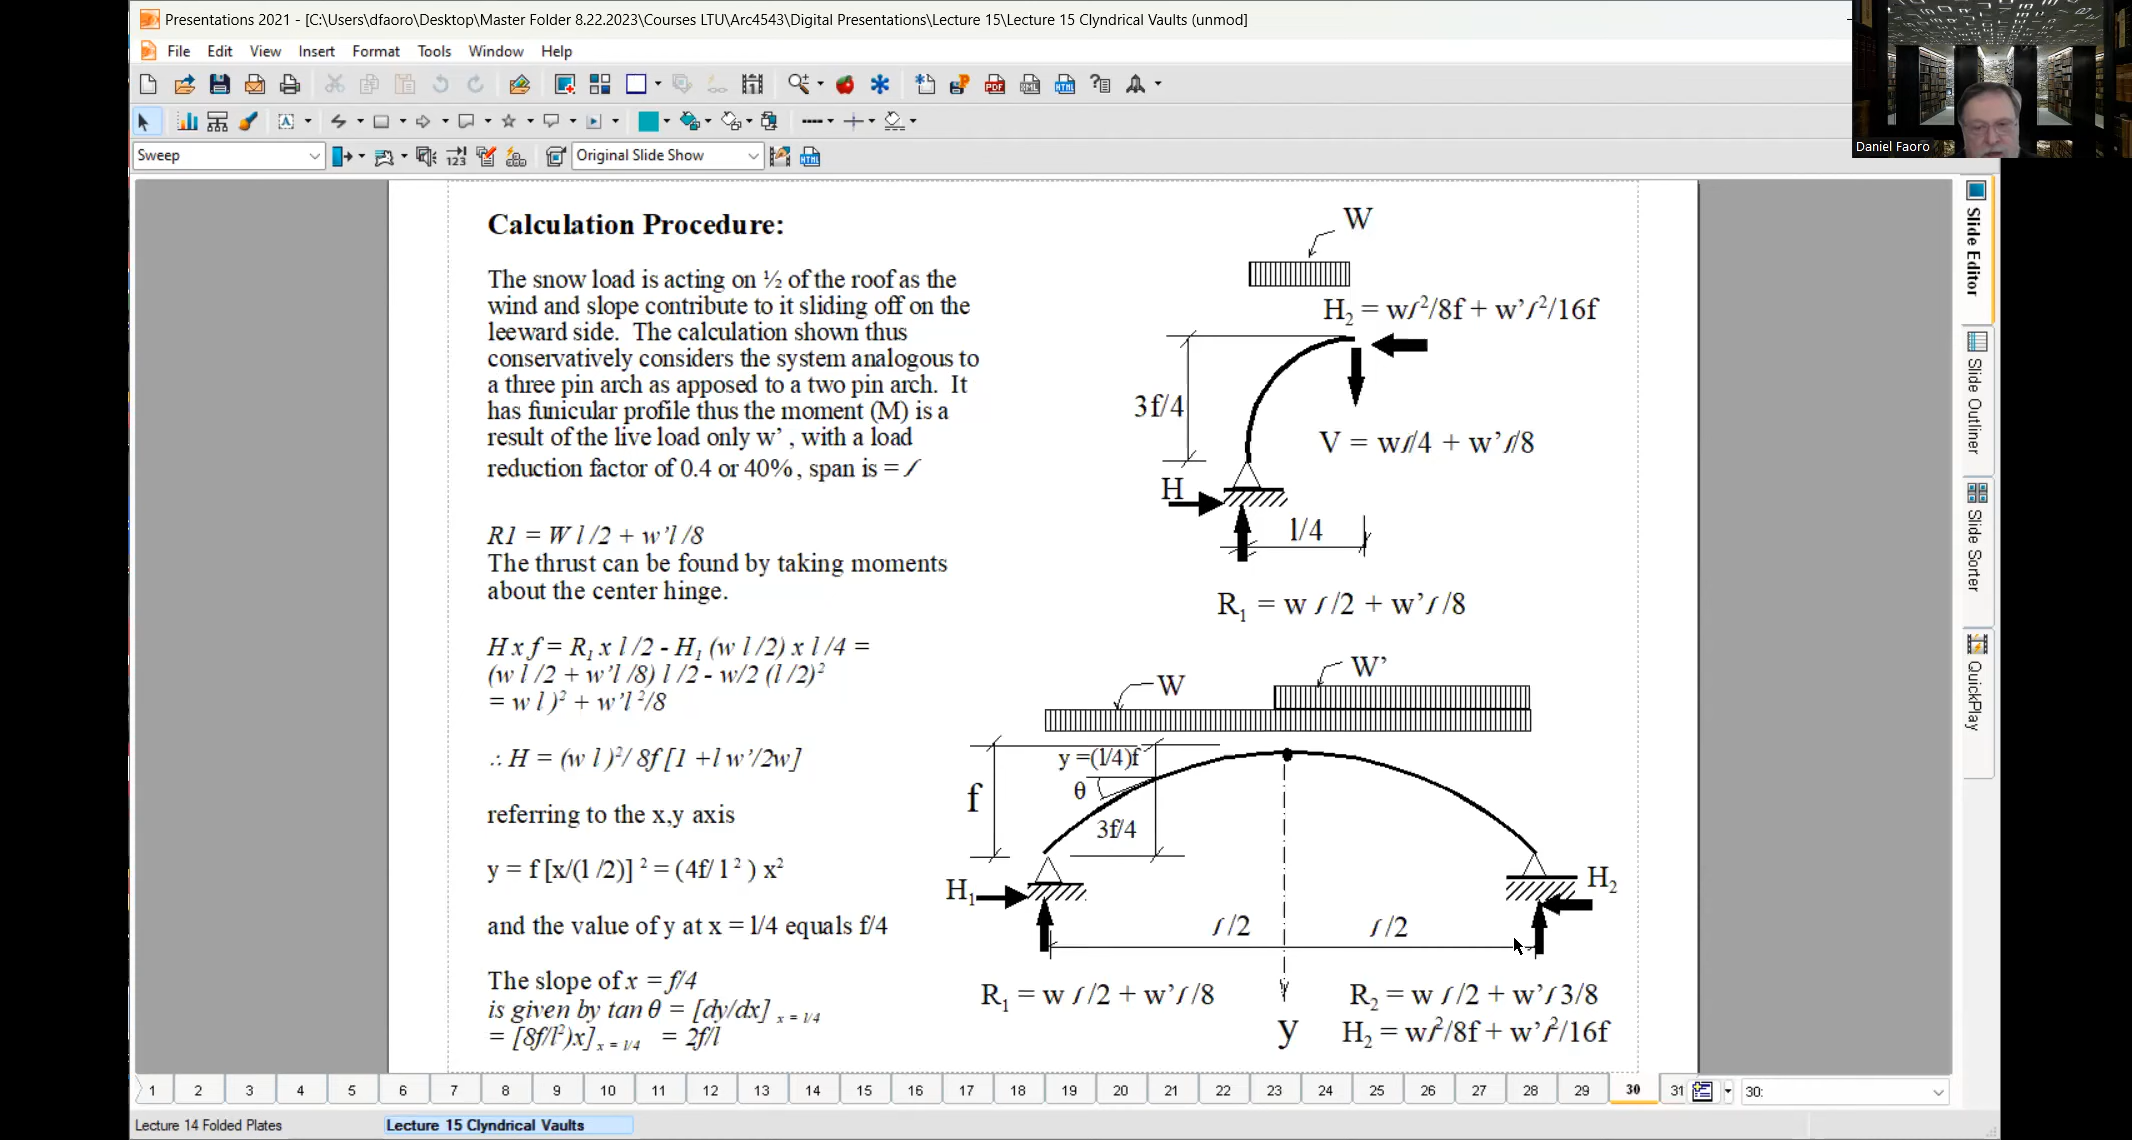 Presentations 2021 - [C:\Users\dfaoro\Desktop\Master Folder 8.22.2023\Courses LTU\Arc4543\Digital Presentations\Lecture 15\Lecture 15 Clyndrical Vaults (unmod]
File Edit View Insert Format Tools Window Help
Sweep
123
Original Slide Show
HTML
Daniel Faoro
Calculation Procedure:
The snow load is acting on ½ of the roof as the
wind and slope contribute to it sliding off on the
leeward side. The calculation shown thus
conservatively considers the system analogous to
a three pin arch as apposed to a two pin arch. It
has funicular profile thus the moment (M) is a
result of the live load only w’ , with a load
reduction factor of 0.4 or 40%, span is = ∫
R1 = W l /2 + w’l /8
The thrust can be found by taking moments
about the center hinge.
H x f = R₁ x l /2 - H₁ (w l /2) x l /4 =
(w l /2 + w’l /8) l /2 - w/2 (l /2)²
= w l )² + w’l ²/8
∴ H = (w l )²/ 8f [1 +l w’/2w]
referring to the x,y axis
y = f [x/(l /2)] ² = (4f/ l ² ) x²
and the value of y at x = l/4 equals f/4
The slope of x = f/4
is given by tan θ = [dy/dx] x = l/4
= [8f/l²)x] x = l/4 = 2f/l
W
H₂ = w∫²/8f + w’∫²/16f
3f/4
V = w∫/4 + w’∫/8
H
l/4
R₁ = w ∫ /2 + w’∫ /8
W’
W
y =(l/4)f
θ
f
3f/4
H₁
H₂
∫ /2
∫ /2
R₁ = w ∫ /2 + w’∫ /8
R₂ = w ∫ /2 + w’∫ 3/8
y
H₂ = w∫²/8f + w’∫²/16f
Slide Editor
Slide Outliner
Slide Sorter
QuickPlay
1 2 3 4 5 6 7 8 9 10 11 12 13 14 15 16 17 18 19 20 21 22 23 24 25 26 27 28 29 30 31
30:
Lecture 14 Folded Plates
Lecture 15 Clyndrical Vaults